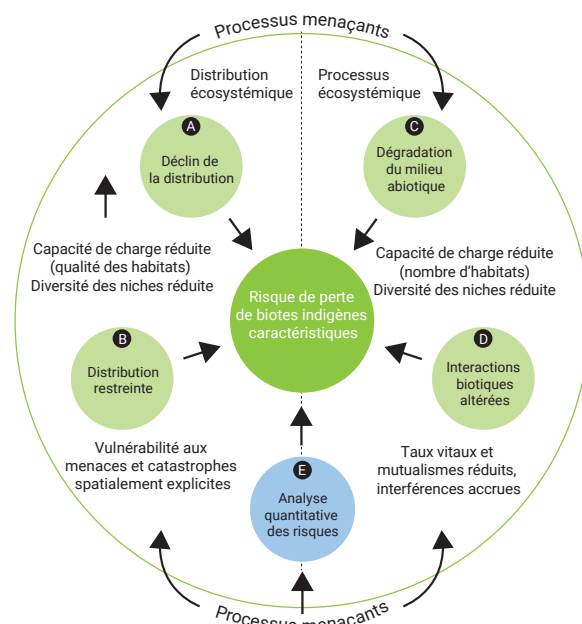 Processus menaçants
Distribution
écosystémique
Processus
écosystémique
A
Déclin de
la distribution
C
Dégradation
du milieu
abiotique
Capacité de charge réduite
(qualité des habitats)
Diversité des niches réduite
Capacité de charge réduite
(nombre d'habitats)
Diversité des niches réduite
Risque de perte
de biotes indigènes
caractéristiques
B
Distribution
restreinte
D
Interactions
biotiques
altérées
Vulnérabilité aux
menaces et catastrophes
spatialement explicites
Taux vitaux et
mutualismes réduits,
interférences accrues
E
Analyse
quantitative
des risques
Processus menaçants